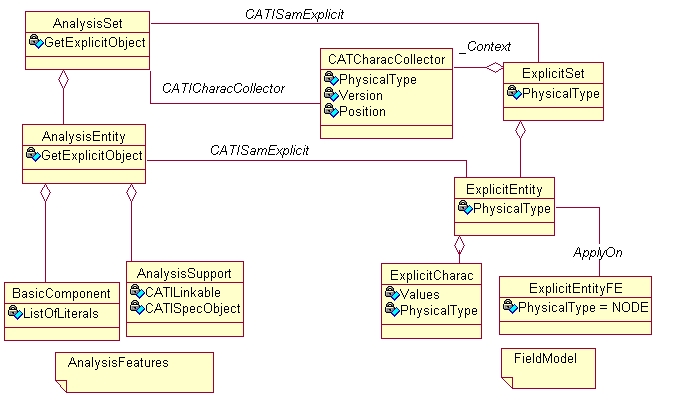 CATISamExplicit
AnalysisSet
GetExplicitObject
_Context
CATCharacCollector
PhysicalType
Version
Position
ExplicitSet
PhysicalType
CATICharacCollector
AnalysisEntity
GetExplicitObject
CATISamExplicit
ExplicitEntity
PhysicalType
ApplyOn
AnalysisSupport
CATILinkable
CATISpecObject
ExplicitCharac
Values
PhysicalType
BasicComponent
ListOfLiterals
ExplicitEntityFE
PhysicalType = NODE
AnalysisFeatures
FieldModel